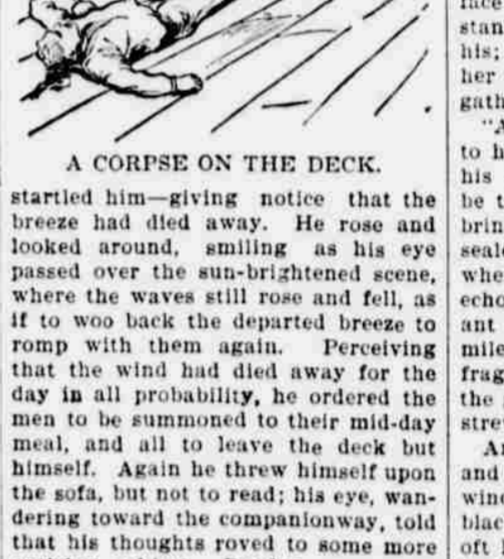 A CORPSE ON THE DECK.
startled him—giving notice that the
breeze had died away. He rose and
looked around, smiling as his eye
passed over the sun-brightened scene,
where the waves still rose and fell, as
if to woo back the departed breeze to
romp with them again. Perceiving
that the wind had died away for the
day in all probability, he ordered the
men to be summoned to their mid-day
meal, and all to leave the deck but
himself. Again he threw himself upon
the sofa, but not to read; his eye, wan-
dering toward the companionway, told
that his thoughts roved to some more
stan
his;
her
gath
"A
to h
his
be t
brin
seale
whe
echo
ant
mile
frag
the
stre
An
and
wine
blac
oft